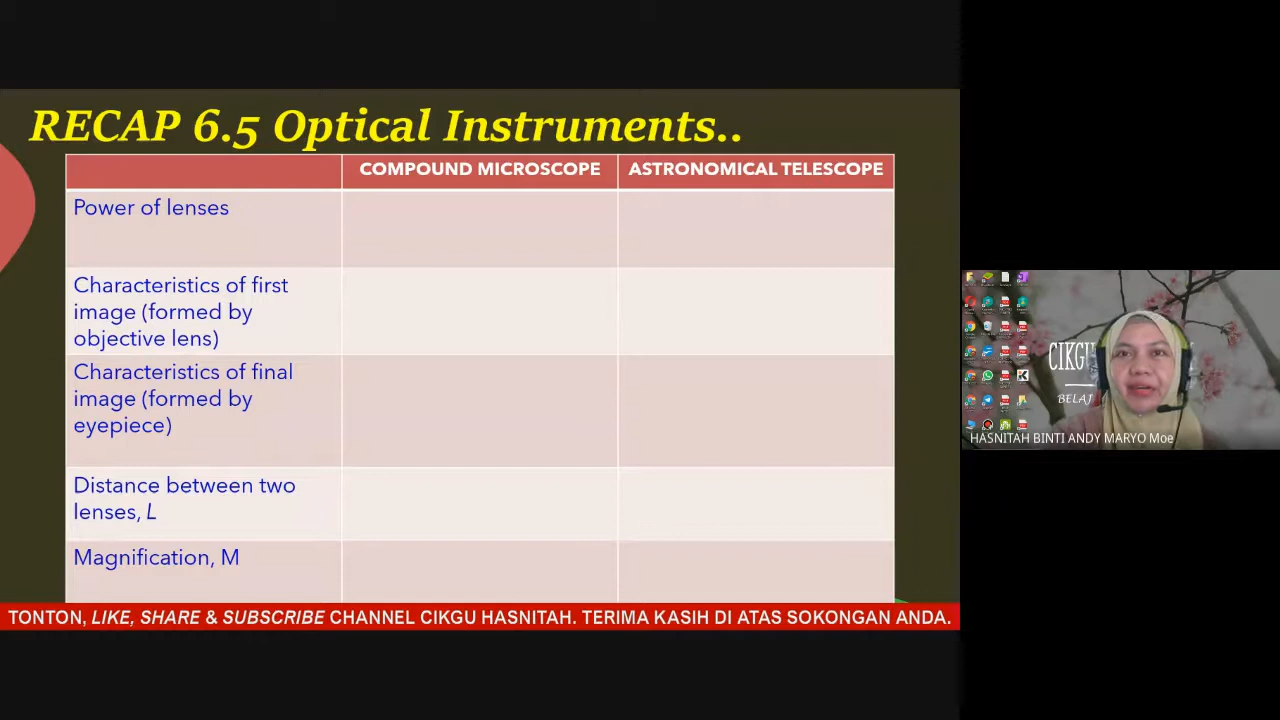 RECAP 6.5 Optical Instruments..
COMPOUND MICROSCOPE
ASTRONOMICAL TELESCOPE
Power of lenses
Characteristics of first
image (formed by
objective lens)
Characteristics of final
image (formed by
eyepiece)
Distance between two
lenses, L
Magnification, M
TONTON, LIKE, SHARE & SUBSCRIBE CHANNEL CIKGU HASNITAH. TERIMA KASIH DI ATAS SOKONGAN ANDA.
CIKGU
BELAJ
HASNITAH BINTI ANDY MARYO Moe